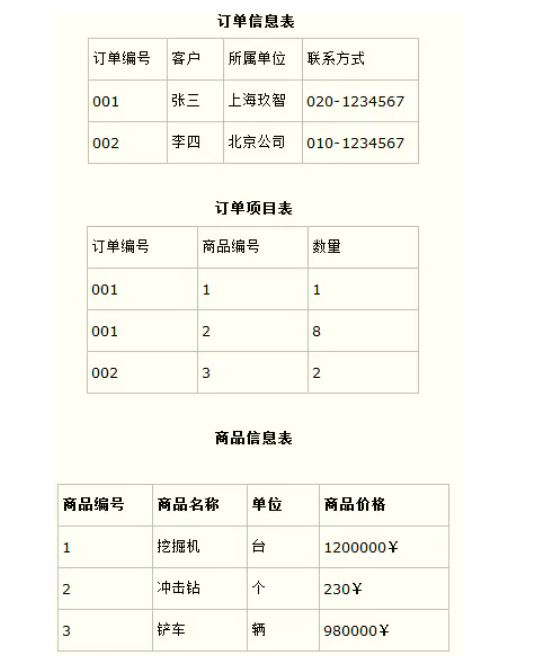 订单信息表
订单编号 客户 所属单位 联系方式
001 张三 上海玖智 020-1234567
002 李四 北京公司 010-1234567
订单项目表
订单编号 商品编号 数量
001 1 1
001 2 8
002 3 2
商品信息表
商品编号 商品名称 单位 商品价格
1 挖掘机 台 1200000¥
2 冲击钻 个 230¥
3 铲车 辆 980000¥